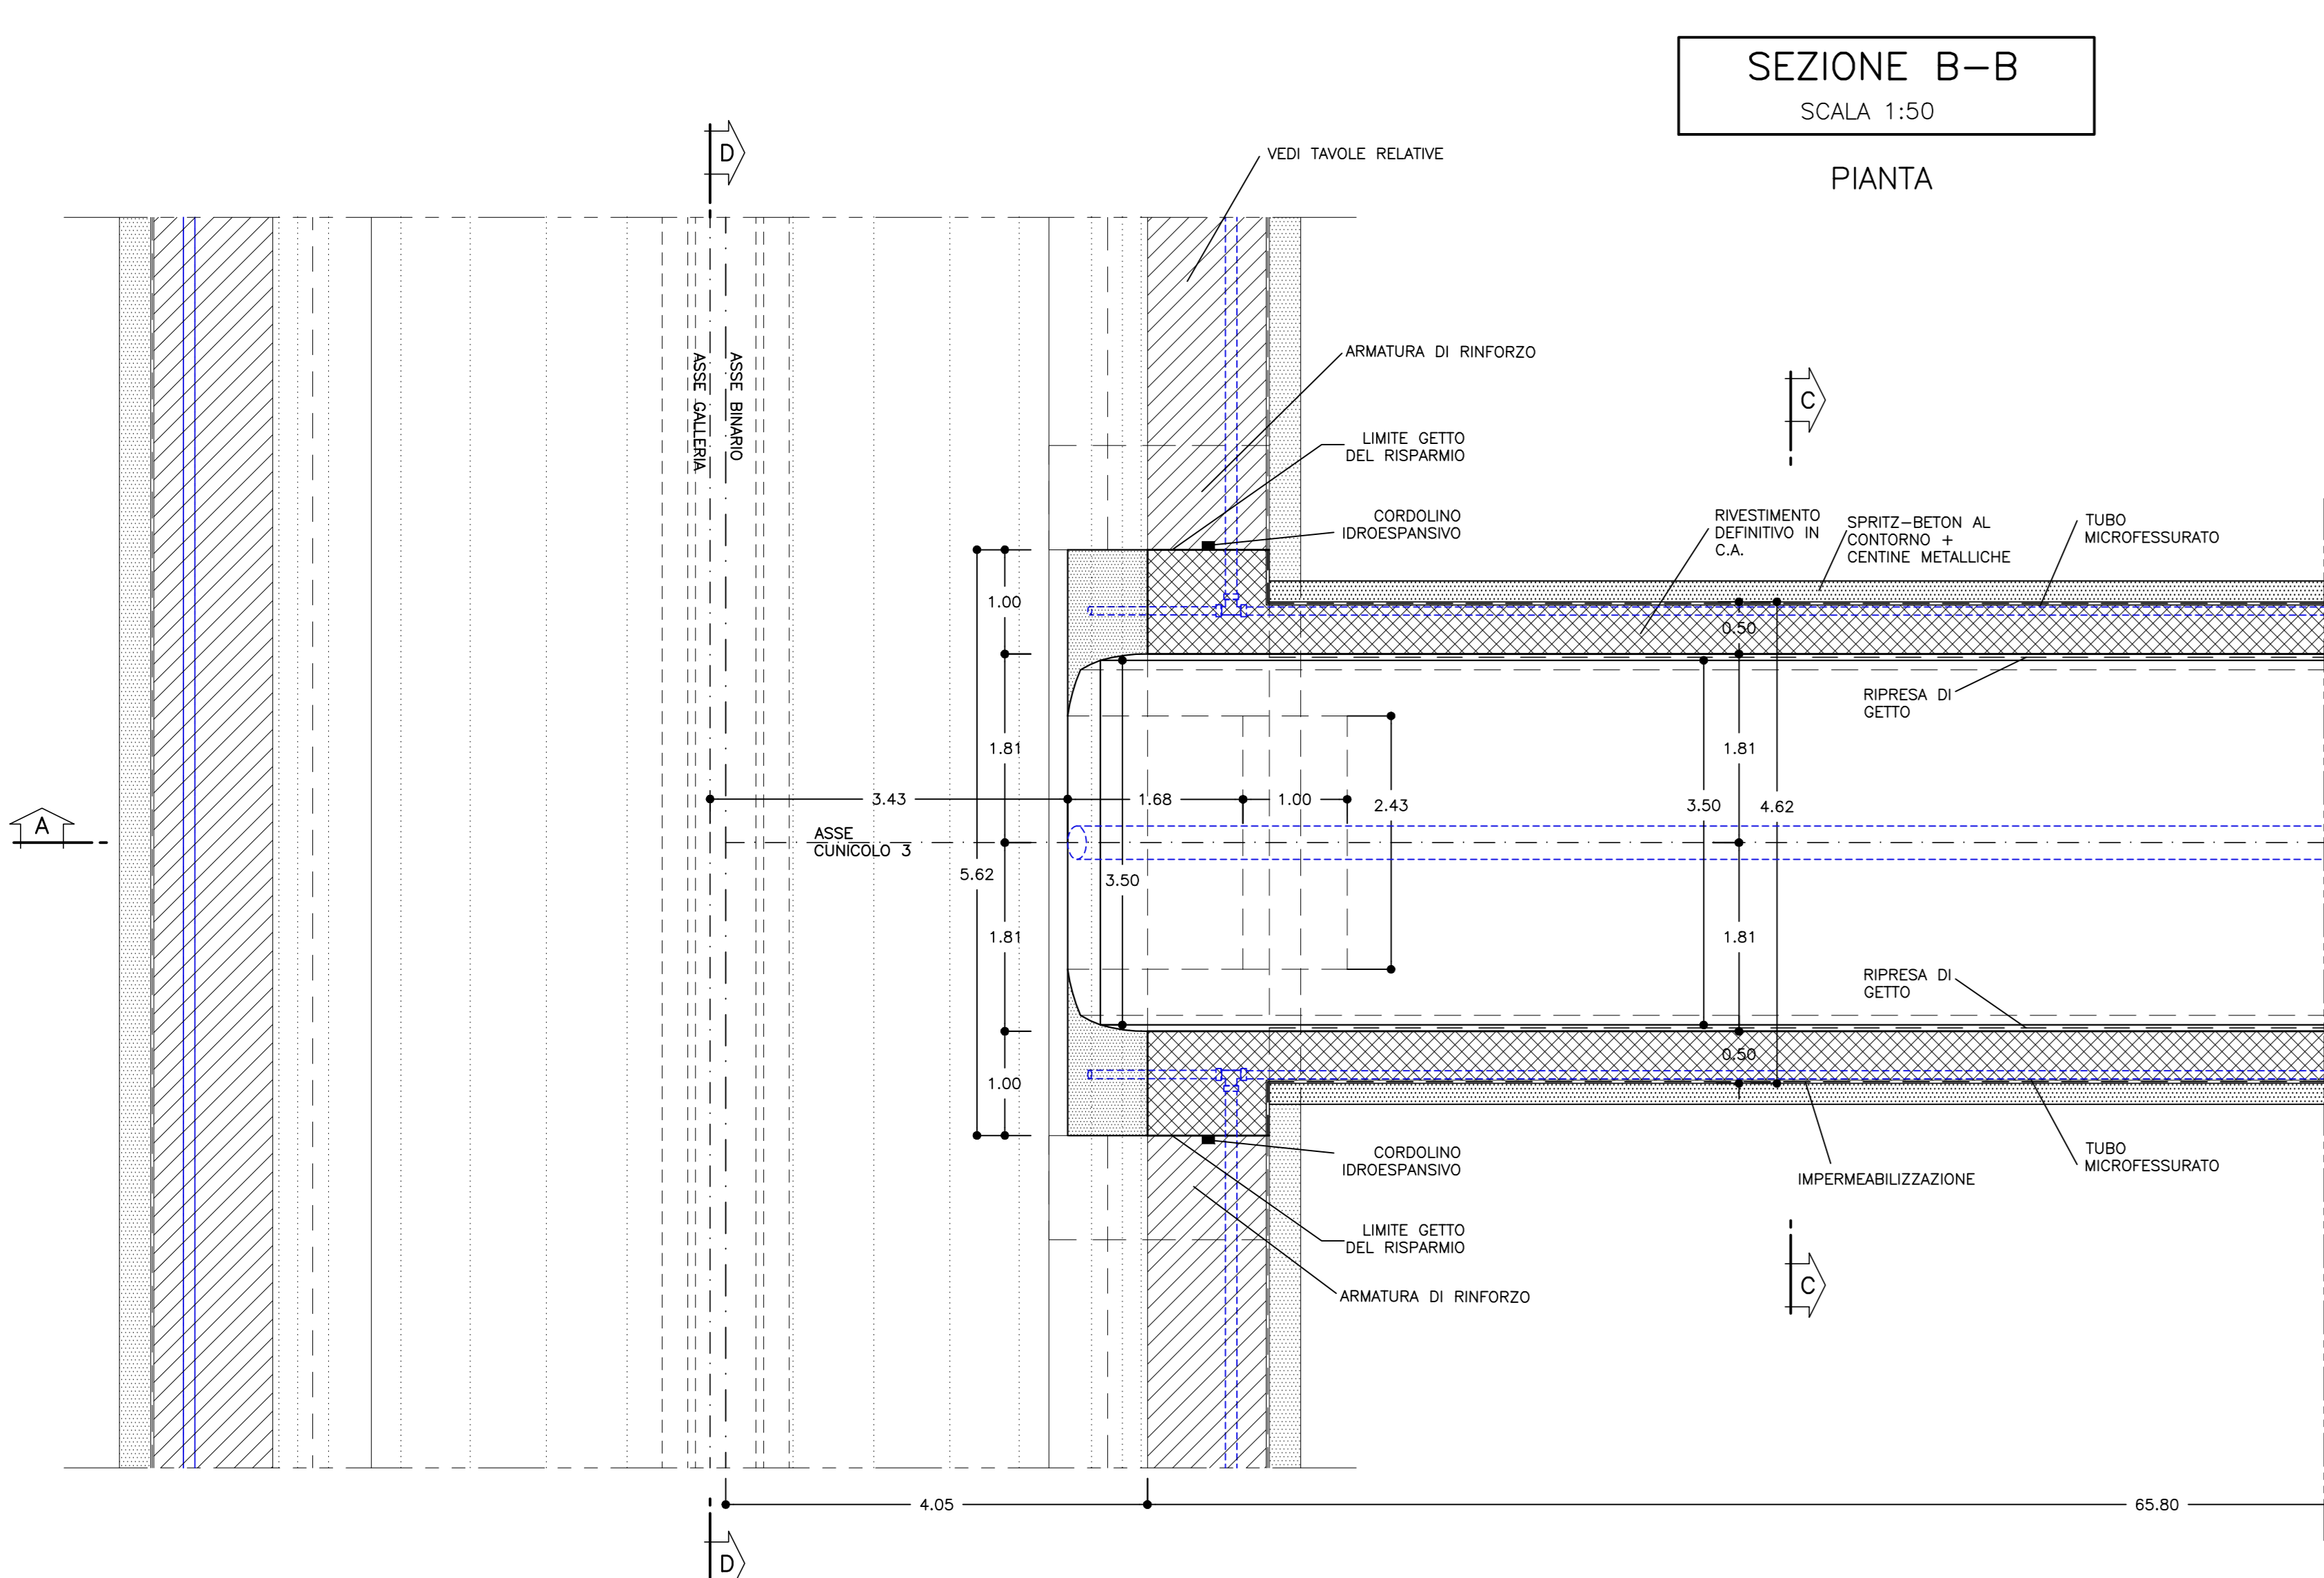 SEZIONE B-B
SCALA 1:50
PIANTA
D
VEDI TAVOLE RELATIVE
ASSE GALLERIA
ASSE BINARIO
ARMATURA DI RINFORZO
C
LIMITE GETTO
DEL RISPARMIO
CORDOLINO
IDROESPANSIVO
RIVESTIMENTO
DEFINITIVO IN
C.A.
SPRITZ-BETON AL
CONTORNO +
CENTINE METALLICHE
TUBO
MICROFESSURATO
1.00
0.50
RIPRESA DI
GETTO
1.81
1.81
3.43
1.68
1.00
2.43
3.50
4.62
A
ASSE
CUNICOLO 3
5.62
3.50
1.81
1.81
RIPRESA DI
GETTO
0.50
1.00
CORDOLINO
IDROESPANSIVO
TUBO
MICROFESSURATO
IMPERMEABILIZZAZIONE
LIMITE GETTO
DEL RISPARMIO
C
ARMATURA DI RINFORZO
4.05
65.80
D